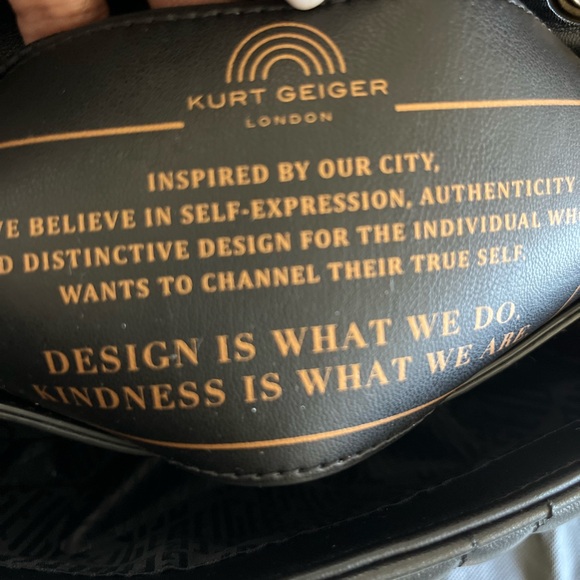 KURT GEIGER
LONDON
INSPIRED BY OUR CITY,
WE BELIEVE IN SELF-EXPRESSION, AUTHENTICITY
DISTINCTIVE DESIGN FOR THE INDIVIDUAL WHO
WANTS TO CHANNEL THEIR TRUE SELF.
DESIGN IS WHAT WE DO.
KINDNESS IS WHAT WE ARE